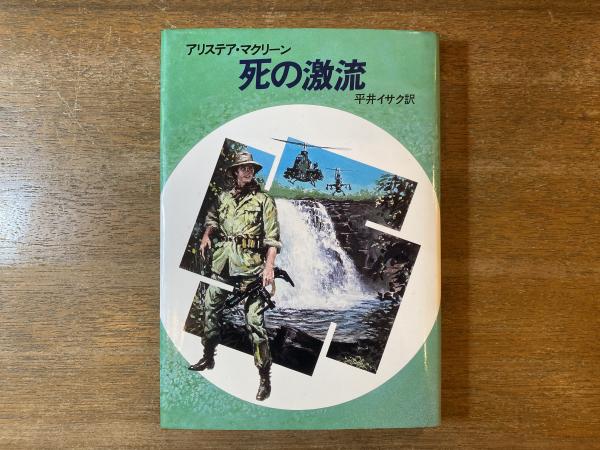 アリステア・マクリーン
死の激流
平井イサク訳